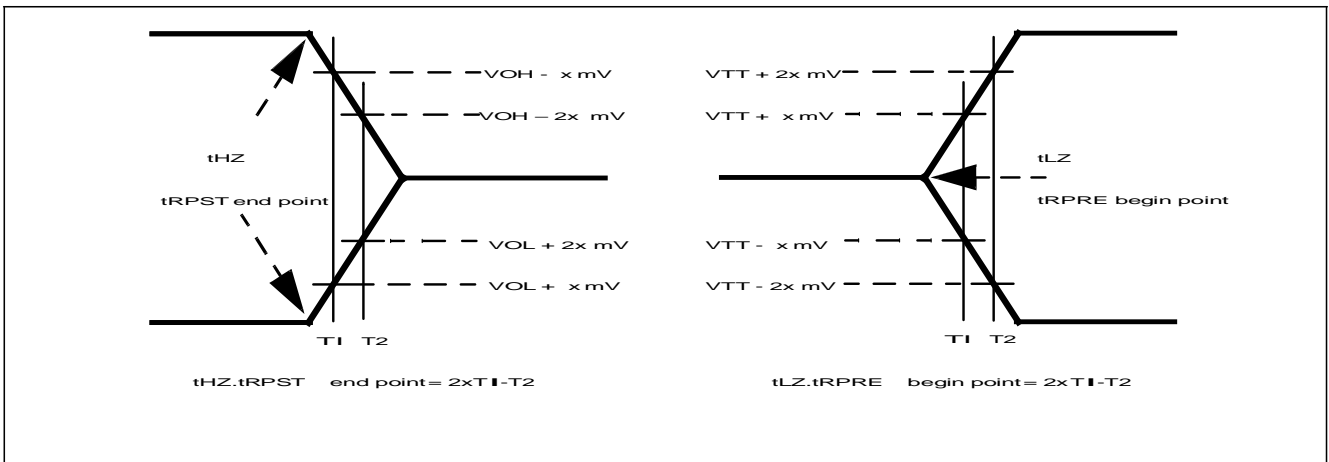 VOH - x mV
VOH – 2x mV
tHZ
tRPST end point
VOL + 2x mV
VOL + x mV
T1 T2
tHZ.tRPST end point = 2xT1-T2
VTT + 2x mV
VTT + x mV
tLZ
tRPRE begin point
VTT - x mV
VTT - 2x mV
T1 T2
tLZ.tRPRE begin point = 2xT1-T2